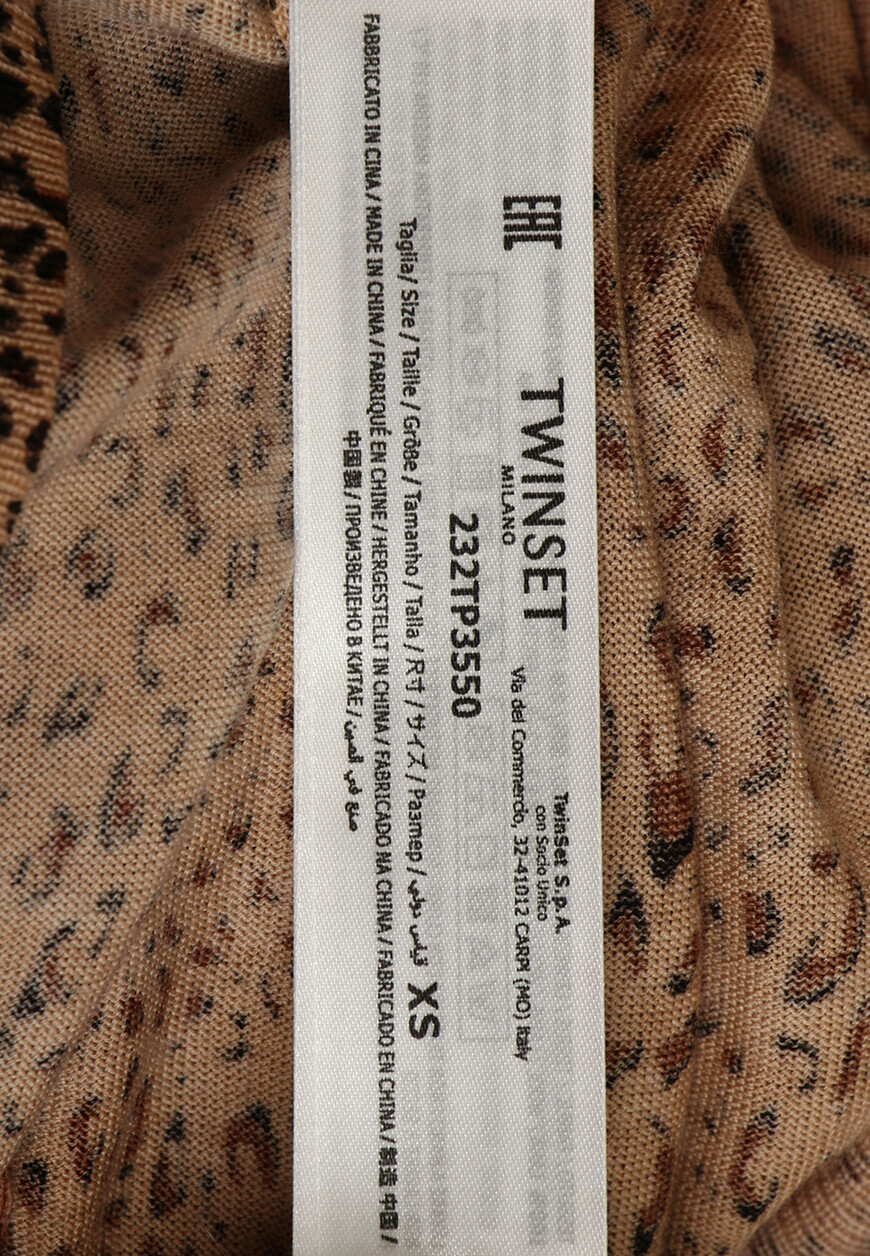 TwinSet S.p.A.
con Socio Unico
EAC TWINSET Via del Commercio, 32-41012 CARPI (MO) Italy
MILANO
232TP3550
Taglia/ Size / Taille / Größe / Tamanho / Talla / 尺寸 / サイズ / Размер / قياس دولي XS
FABBRICATO IN CINA / MADE IN CHINA / FABRIQUÉ EN CHINE / HERGESTELLT IN CHINA / FABRICADO NA CHINA / FABRICADO EN CHINA / 制造 中国 /
中国製 / ПРОИЗВЕДЕНО В КИТАЕ / صنع في الصين